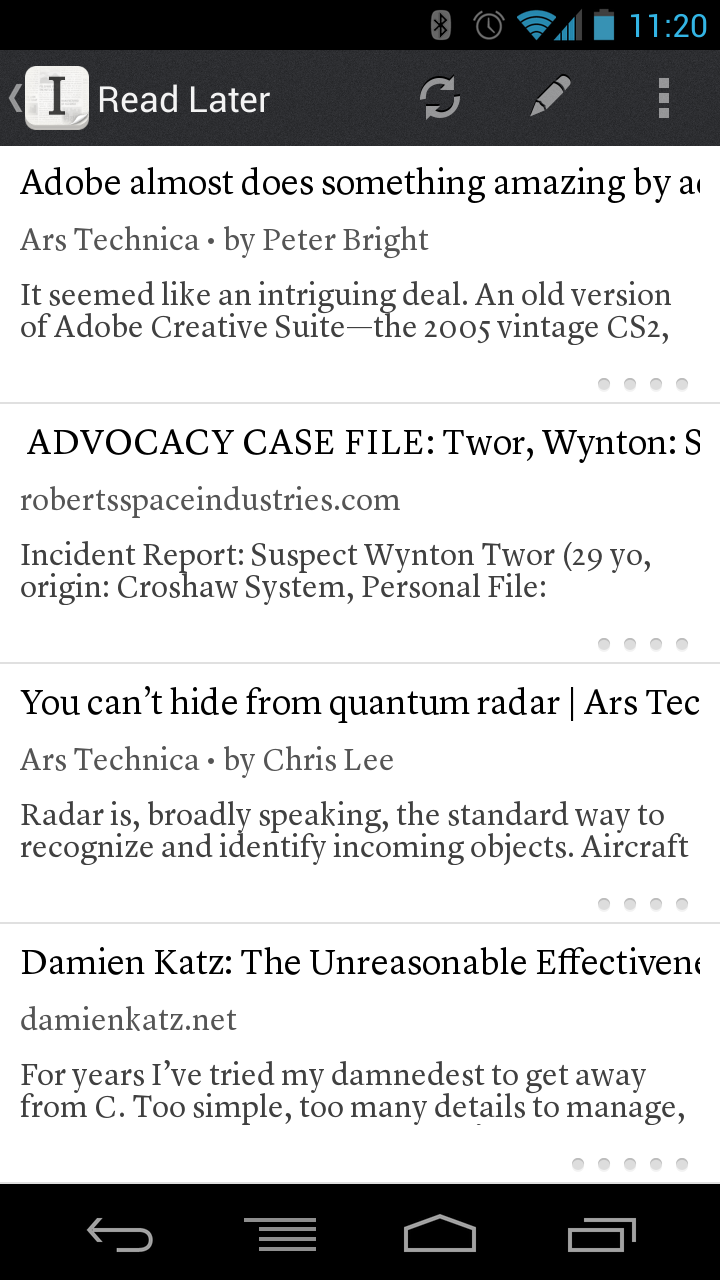 11:20
I Read Later
Adobe almost does something amazing by a
Ars Technica • by Peter Bright
It seemed like an intriguing deal. An old version
of Adobe Creative Suite—the 2005 vintage CS2,
ADVOCACY CASE FILE: Twor, Wynton: S
robertsspaceindustries.com
Incident Report: Suspect Wynton Twor (29 yo,
origin: Croshaw System, Personal File:
You can’t hide from quantum radar | Ars Tec
Ars Technica • by Chris Lee
Radar is, broadly speaking, the standard way to
recognize and identify incoming objects. Aircraft
Damien Katz: The Unreasonable Effectivene
damienkatz.net
For years I’ve tried my damnedest to get away
from C. Too simple, too many details to manage,